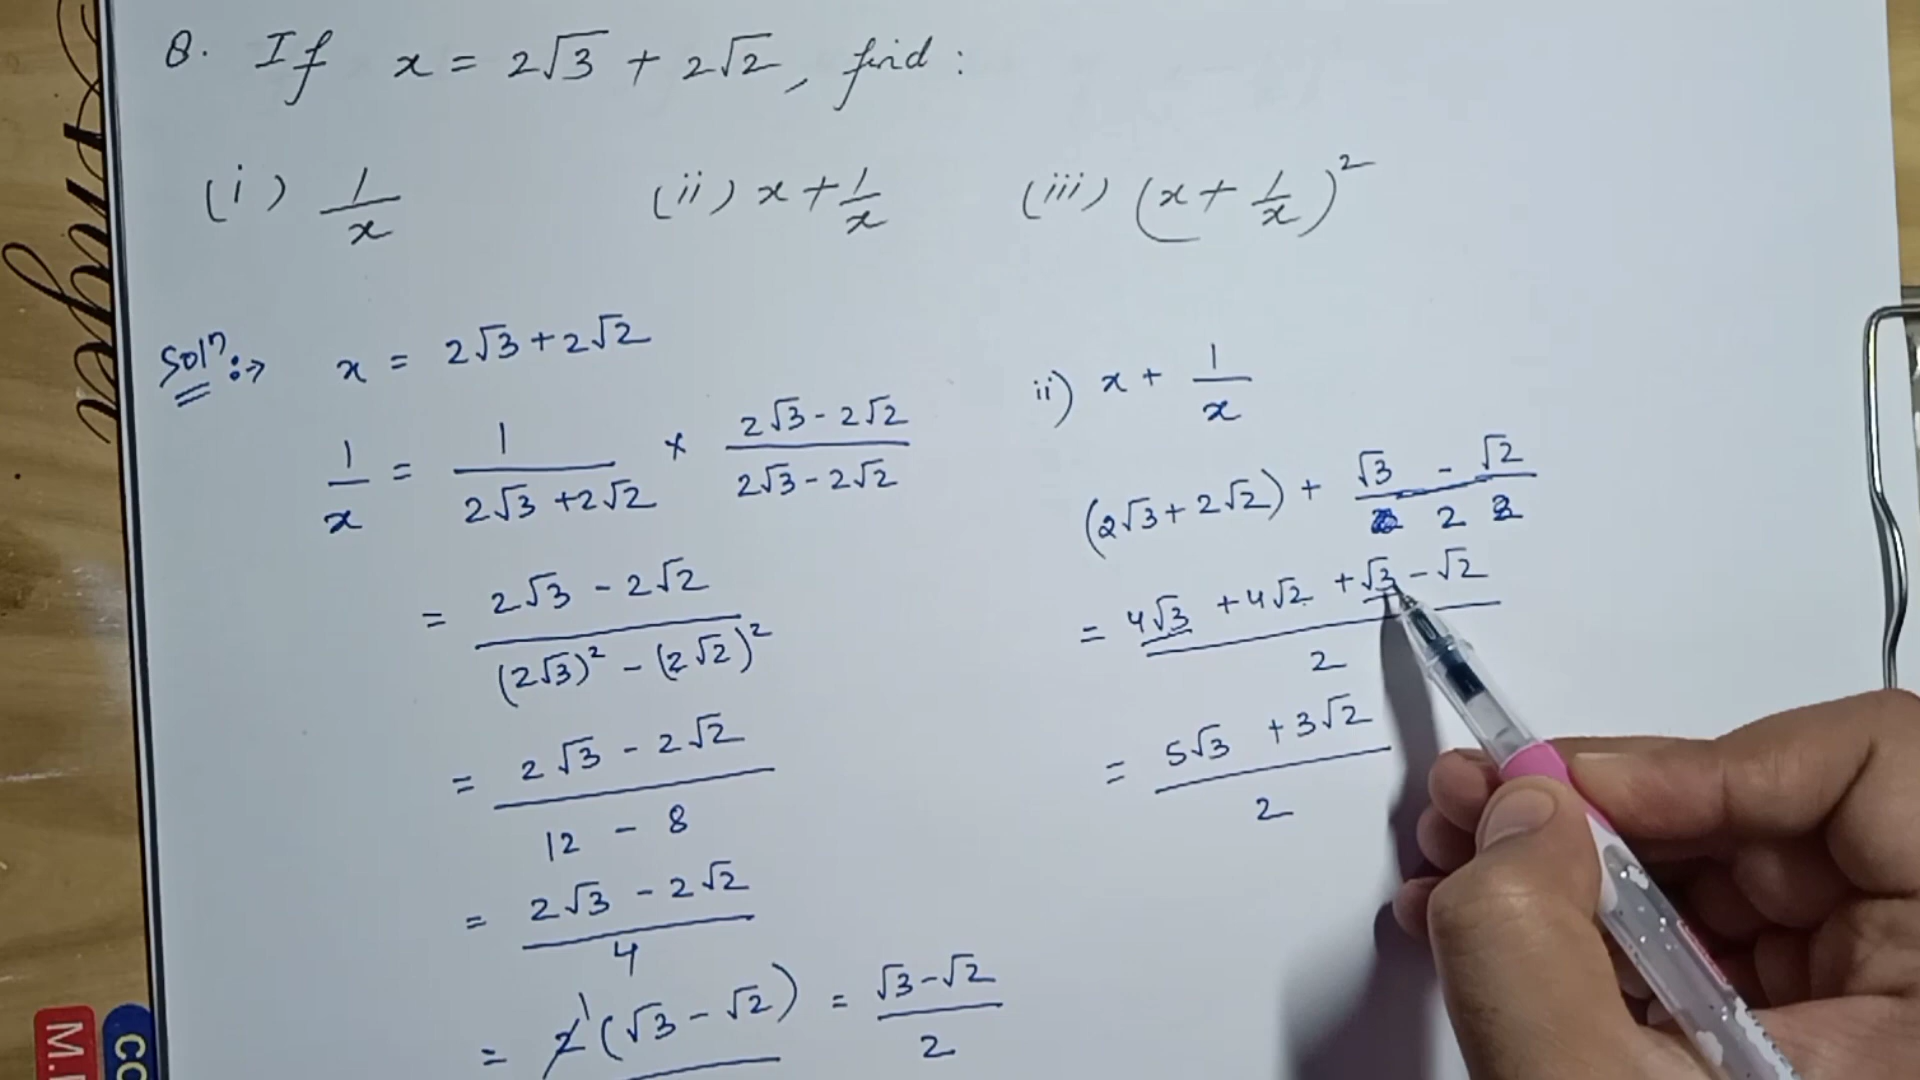 Q. If x = 2√3 + 2√2, find :
(i) 1/x (ii) x + 1/x (iii) (x + 1/x)²
Solⁿ :→ x = 2√3 + 2√2
1/x = 1/(2√3 + 2√2) × (2√3 - 2√2)/(2√3 - 2√2)
= (2√3 - 2√2)/((2√3)² - (2√2)²)
= (2√3 - 2√2)/(12 - 8)
= (2√3 - 2√2)/4
= 2 1 (√3 - √2) = (√3 - √2)/2
ii) x + 1/x
(2√3 + 2√2) + (√3 - √2)/2
= (4√3 + 4√2 + √3 - √2)/2
= (5√3 + 3√2)/2